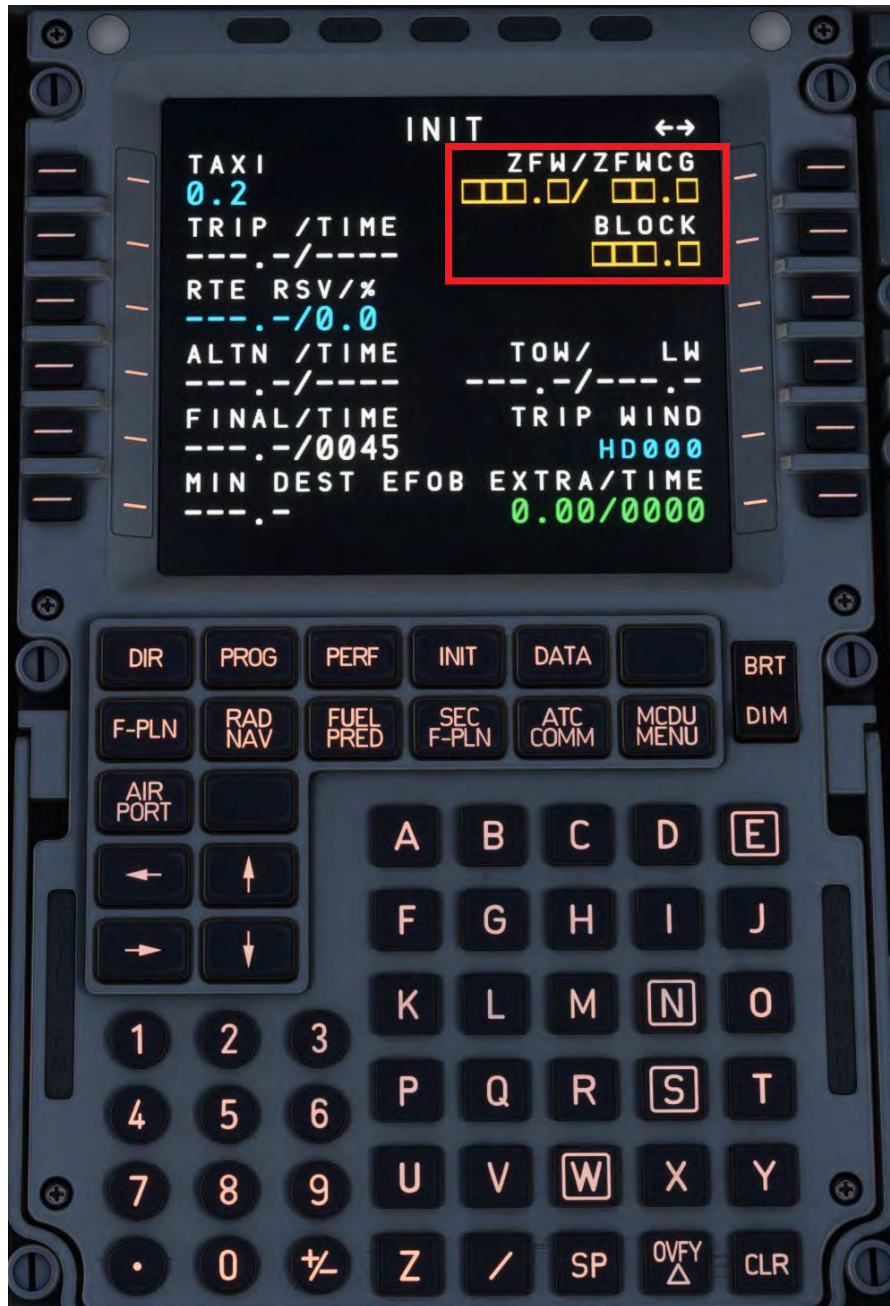 INIT ←→
TAXI ZFW/ZFWCG
0.2 □□□.□/ □□.□
TRIP /TIME BLOCK
---.-/---- □□□.□
RTE RSV/%
---.-/0.0
ALTN /TIME TOW/ LW
---.-/---- ---.-/---.-
FINAL/TIME TRIP WIND
---.-/0045 HD000
MIN DEST EFOB EXTRA/TIME
---.- 0.00/0000
DIR PROG PERF INIT DATA
BRT
F-PLN RAD NAV FUEL PRED SEC F-PLN ATC COMM MCDU MENU
DIM
AIR PORT
← ↑
→ ↓
A B C D E
F G H I J
K L M N O
P Q R S T
U V W X Y
Z / SP OVFY △ CLR
1 2 3
4 5 6
7 8 9
. 0 +/-